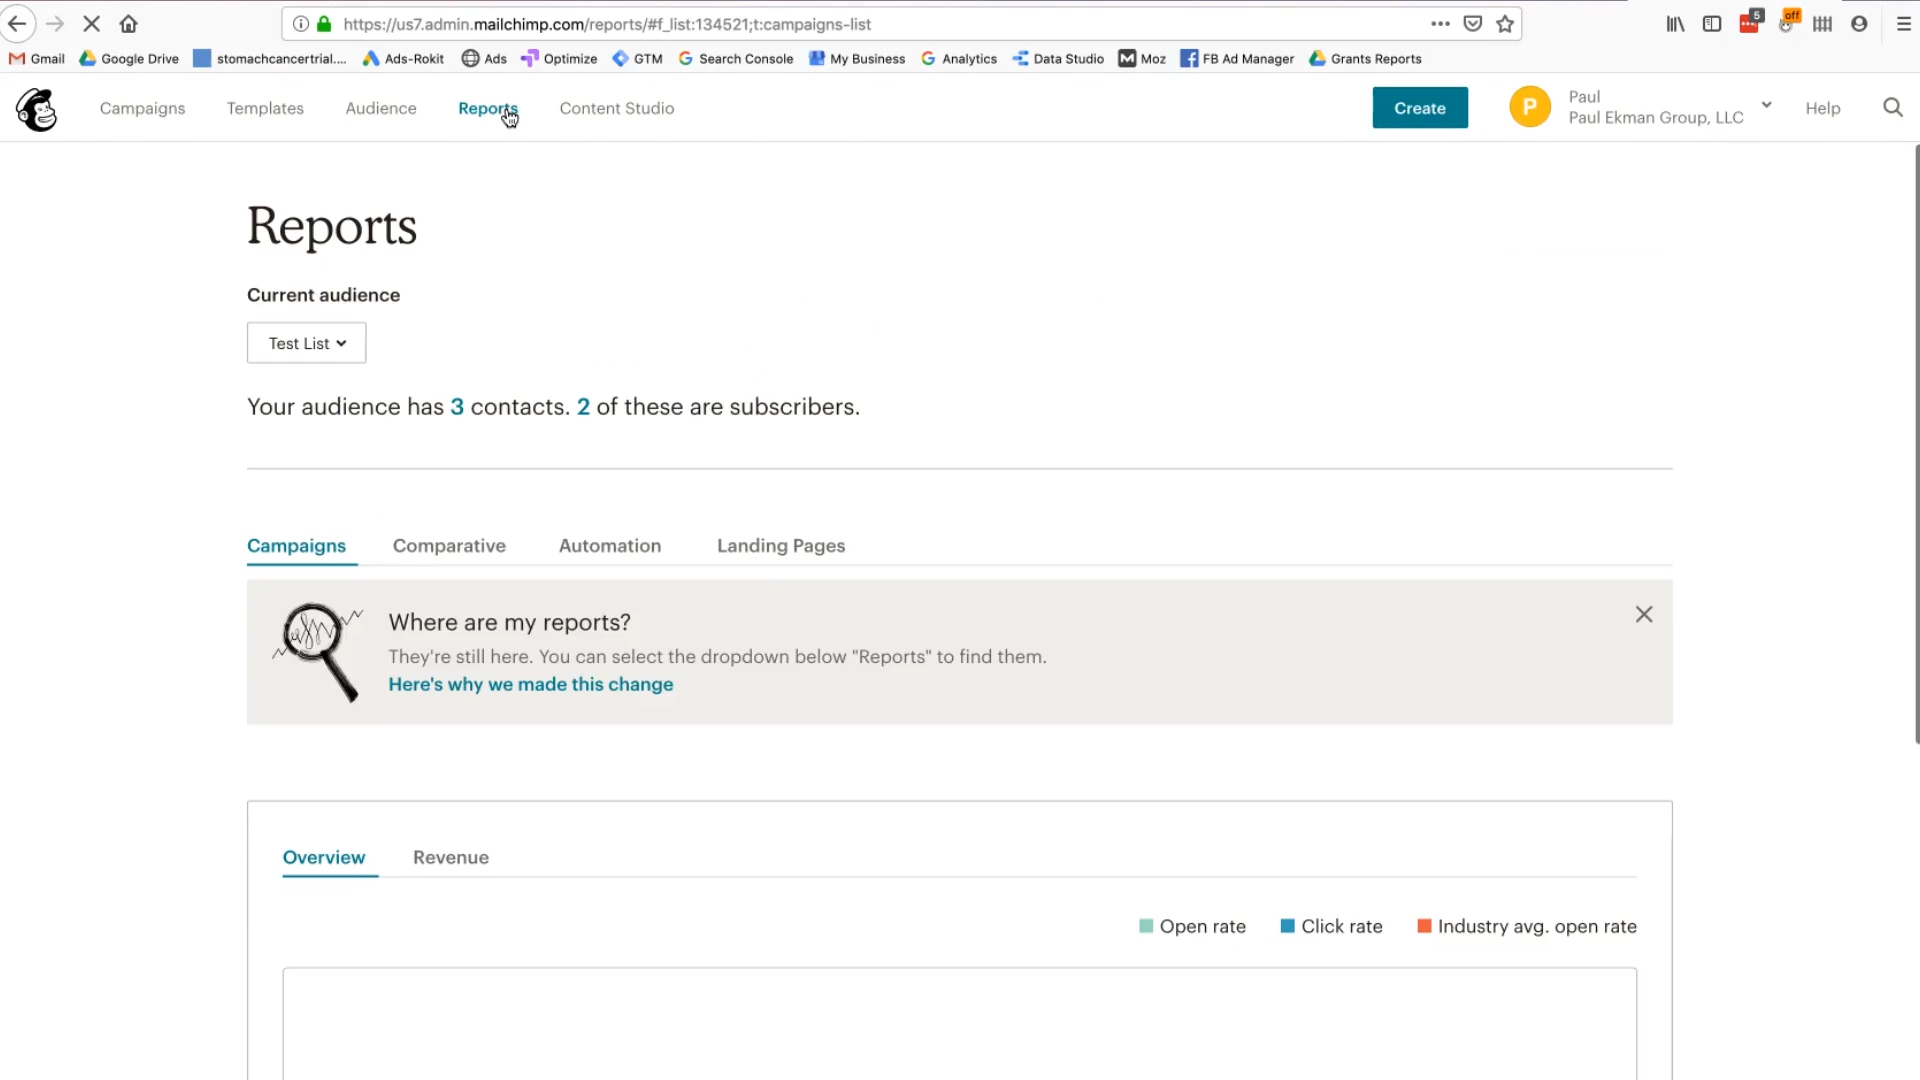 https://us7.admin.mailchimp.com/reports/#f_list:134521;t:campaigns-list
5
off
Gmail
Google Drive
stomachcancertrial....
Ads-Rokit
Ads
Optimize
GTM
Search Console
My Business
Analytics
Data Studio
Moz
FB Ad Manager
Grants Reports
Campaigns
Templates
Audience
Reports
Content Studio
Create
P
Paul
Paul Ekman Group, LLC
Help
Reports
Current audience
Test List
Your audience has 3 contacts. 2 of these are subscribers.
Campaigns
Comparative
Automation
Landing Pages
Where are my reports?
They're still here. You can select the dropdown below "Reports" to find them.
Here's why we made this change
Overview
Revenue
Open rate
Click rate
Industry avg. open rate